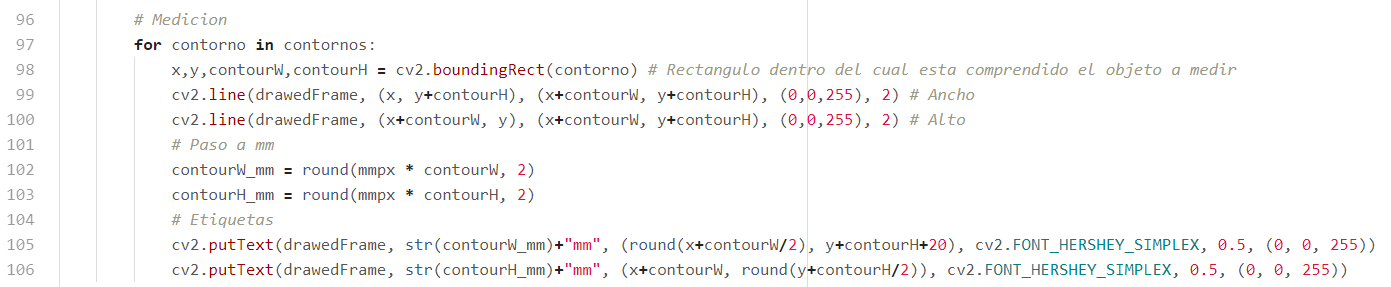 96 # Medicion
97 for contorno in contornos:
98 x,y,contourW,contourH = cv2.boundingRect(contorno) # Rectangulo dentro del cual esta comprendido el objeto a medir
99 cv2.line(drawedFrame, (x, y+contourH), (x+contourW, y+contourH), (0,0,255), 2) # Ancho
100 cv2.line(drawedFrame, (x+contourW, y), (x+contourW, y+contourH), (0,0,255), 2) # Alto
101 # Paso a mm
102 contourW_mm = round(mmpx * contourW, 2)
103 contourH_mm = round(mmpx * contourH, 2)
104 # Etiquetas
105 cv2.putText(drawedFrame, str(contourW_mm)+"mm", (round(x+contourW/2), y+contourH+20), cv2.FONT_HERSHEY_SIMPLEX, 0.5, (0, 0, 255))
106 cv2.putText(drawedFrame, str(contourH_mm)+"mm", (x+contourW, round(y+contourH/2)), cv2.FONT_HERSHEY_SIMPLEX, 0.5, (0, 0, 255))